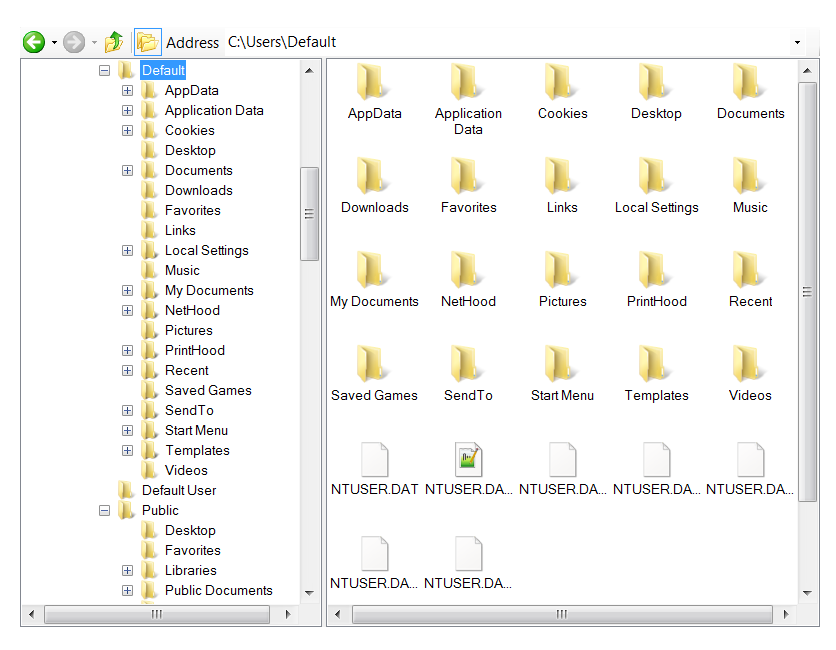 Address C:\Users\Default
Default
AppData
Application Data
Cookies
Desktop
Documents
Downloads
Favorites
Links
Local Settings
Music
My Documents
NetHood
Pictures
PrintHood
Recent
Saved Games
SendTo
Start Menu
Templates
Videos
Default User
Public
Desktop
Favorites
Libraries
Public Documents
AppData
Application
Data
Cookies
Desktop
Documents
Downloads
Favorites
Links
Local Settings
Music
My Documents
NetHood
Pictures
PrintHood
Recent
Saved Games
SendTo
Start Menu
Templates
Videos
NTUSER.DAT
NTUSER.DA...
NTUSER.DA...
NTUSER.DA...
NTUSER.DA...
NTUSER.DA...
NTUSER.DA...